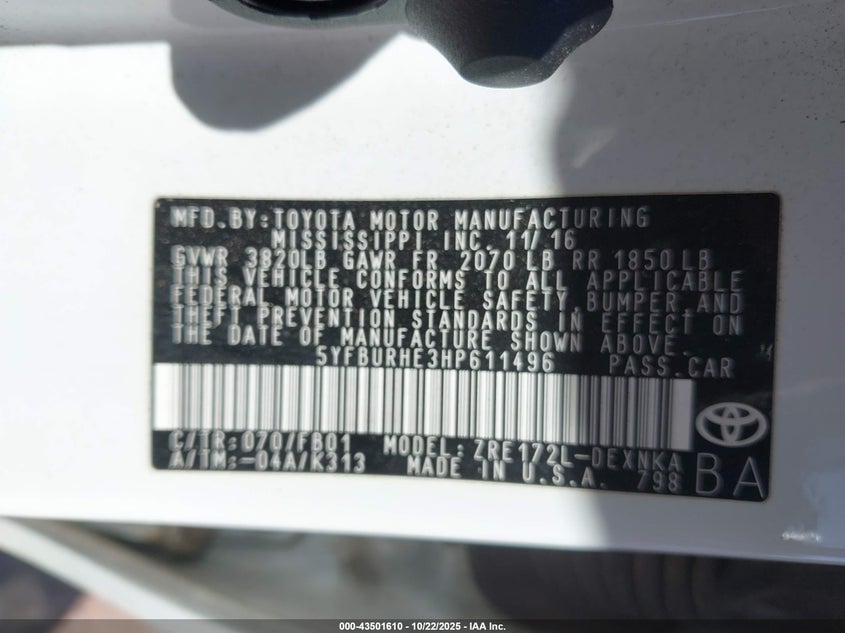 MFD. BY: TOYOTA MOTOR MANUFACTURING
MISSISSIPPI INC. 11/16
GVWR 3820LB GAWR FR 2070 LB RR 1850 LB
THIS VEHICLE CONFORMS TO ALL APPLICABLE
FEDERAL MOTOR VEHICLE SAFETY, BUMPER AND
THEFT PREVENTION STANDARDS IN EFFECT ON
THE DATE OF MANUFACTURE SHOWN ABOVE.
5YFBURHE3HP611496 PASS. CAR
C/TR: 070/FB01 MODEL: ZRE172L-DEXNKA
A/TM: -04A/K313 MADE IN U.S.A. 798
BA
000-43501610 - 10/22/2025 - IAA Inc.